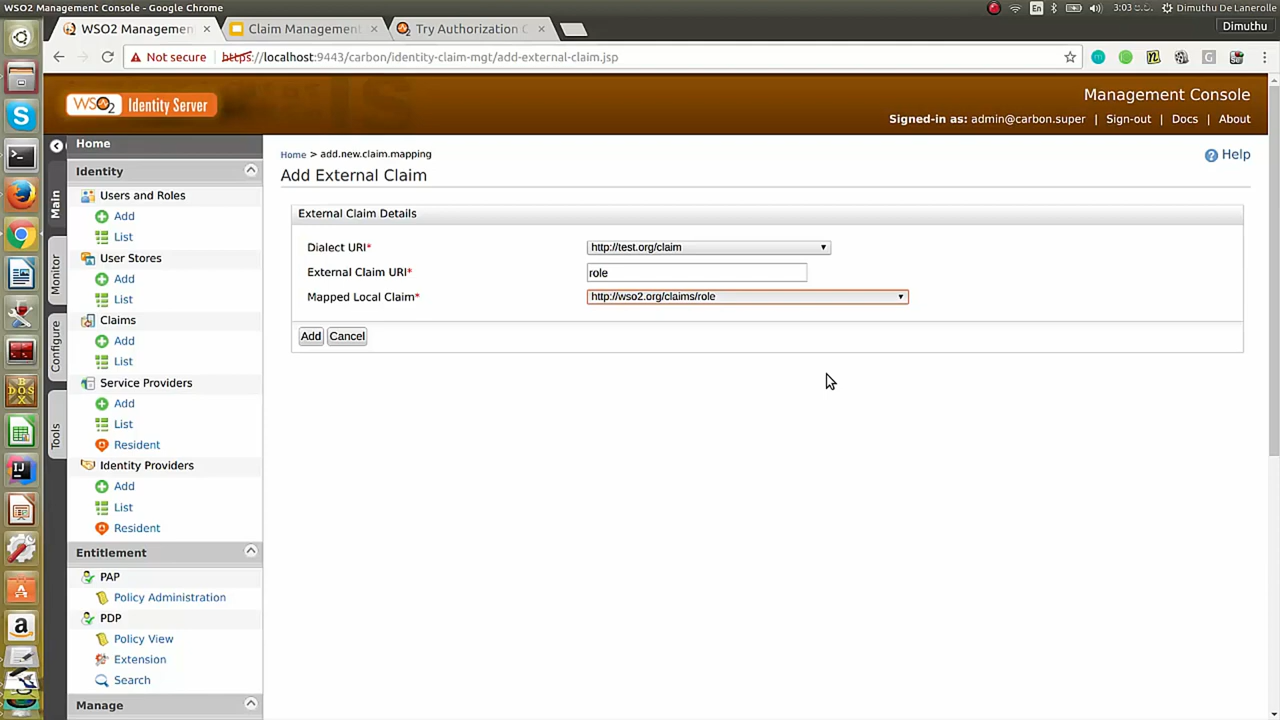 WSO2 Management Console - Google Chrome
En
3:03
Dimuthu De Lanerolle
WSO2 Managemen
Claim Management
Try Authorization C
Dimuthu
Not secure
https://localhost:9443/carbon/identity-claim-mgt/add-external-claim.jsp
WSO2 Identity Server
Management Console
Signed-in as: admin@carbon.super | Sign-out | Docs | About
Main
Monitor
Configure
Tools
Home
Identity
Users and Roles
Add
List
User Stores
Add
List
Claims
Add
List
Service Providers
Add
List
Resident
Identity Providers
Add
List
Resident
Entitlement
PAP
Policy Administration
PDP
Policy View
Extension
Search
Manage
Home > add.new.claim.mapping
Help
Add External Claim
External Claim Details
Dialect URI*
http://test.org/claim
External Claim URI*
role
Mapped Local Claim*
http://wso2.org/claims/role
Add
Cancel